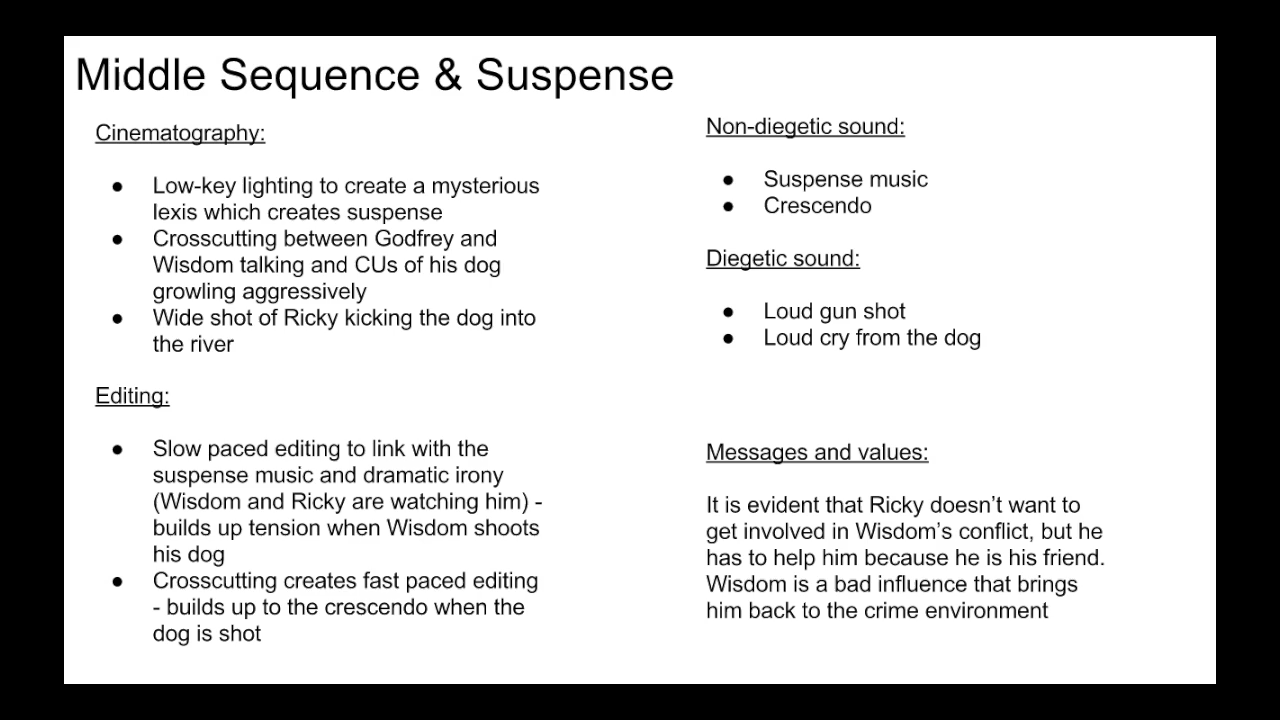 Middle Sequence & Suspense
Cinematography:
● Low-key lighting to create a mysterious
lexis which creates suspense
● Crosscutting between Godfrey and
Wisdom talking and CUs of his dog
growling aggressively
● Wide shot of Ricky kicking the dog into
the river
Editing:
● Slow paced editing to link with the
suspense music and dramatic irony
(Wisdom and Ricky are watching him) -
builds up tension when Wisdom shoots
his dog
● Crosscutting creates fast paced editing
- builds up to the crescendo when the
dog is shot
Non-diegetic sound:
● Suspense music
● Crescendo
Diegetic sound:
● Loud gun shot
● Loud cry from the dog
Messages and values:
It is evident that Ricky doesn’t want to
get involved in Wisdom’s conflict, but he
has to help him because he is his friend.
Wisdom is a bad influence that brings
him back to the crime environment